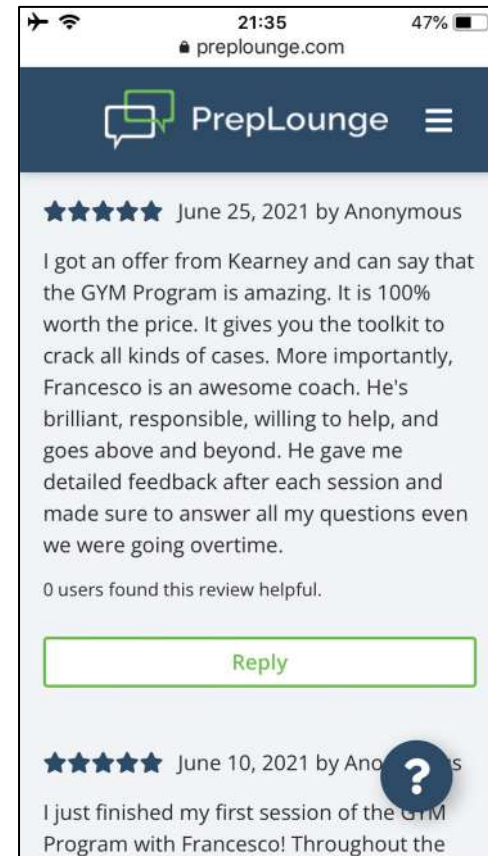 21:35
47%
preplounge.com
PrepLounge
June 25, 2021 by Anonymous
I got an offer from Kearney and can say that
the GYM Program is amazing. It is 100%
worth the price. It gives you the toolkit to
crack all kinds of cases. More importantly,
Francesco is an awesome coach. He's
brilliant, responsible, willing to help, and
goes above and beyond. He gave me
detailed feedback after each session and
made sure to answer all my questions even
we were going overtime.
0 users found this review helpful.
Reply
June 10, 2021 by
?
I just finished my first session of the GYM
Program with Francesco! Throughout the